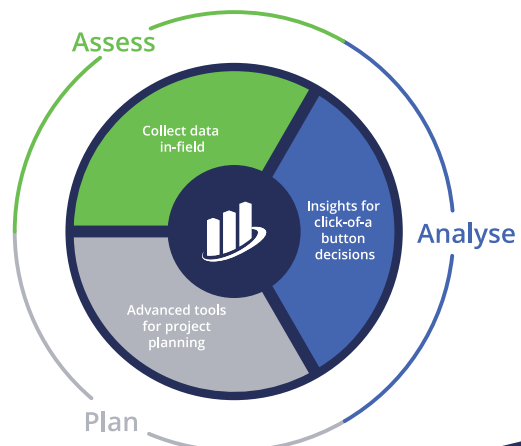 Assess
Collect data
in-field
Insights for
click-of-a
button
decisions
Analyse
Advanced tools
for project
planning
Plan